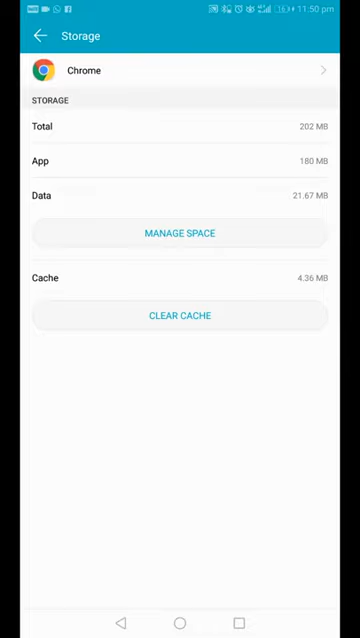 11:50 pm
Storage
Chrome
STORAGE
Total 202 MB
App 180 MB
Data 21.67 MB
MANAGE SPACE
Cache 4.36 MB
CLEAR CACHE